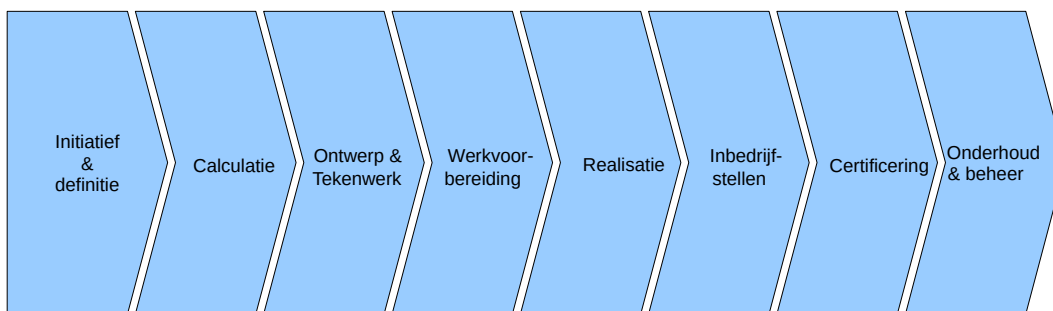 Initiatief
&
definitie
Calculatie
Ontwerp &
Tekenwerk
Werkvoor-
bereiding
Realisatie
Inbedrijf-
stellen
Certificering
Onderhoud
& beheer